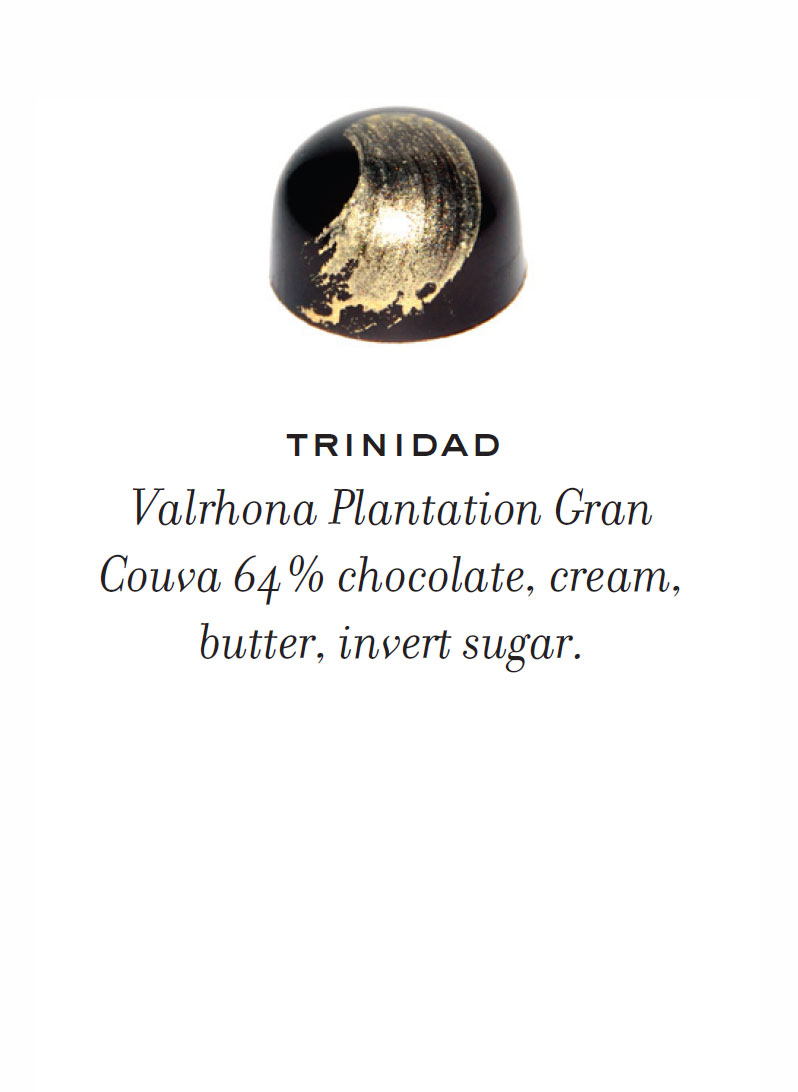 TRINIDAD
Valrhona Plantation Gran
Couva 64% chocolate, cream,
butter, invert sugar.